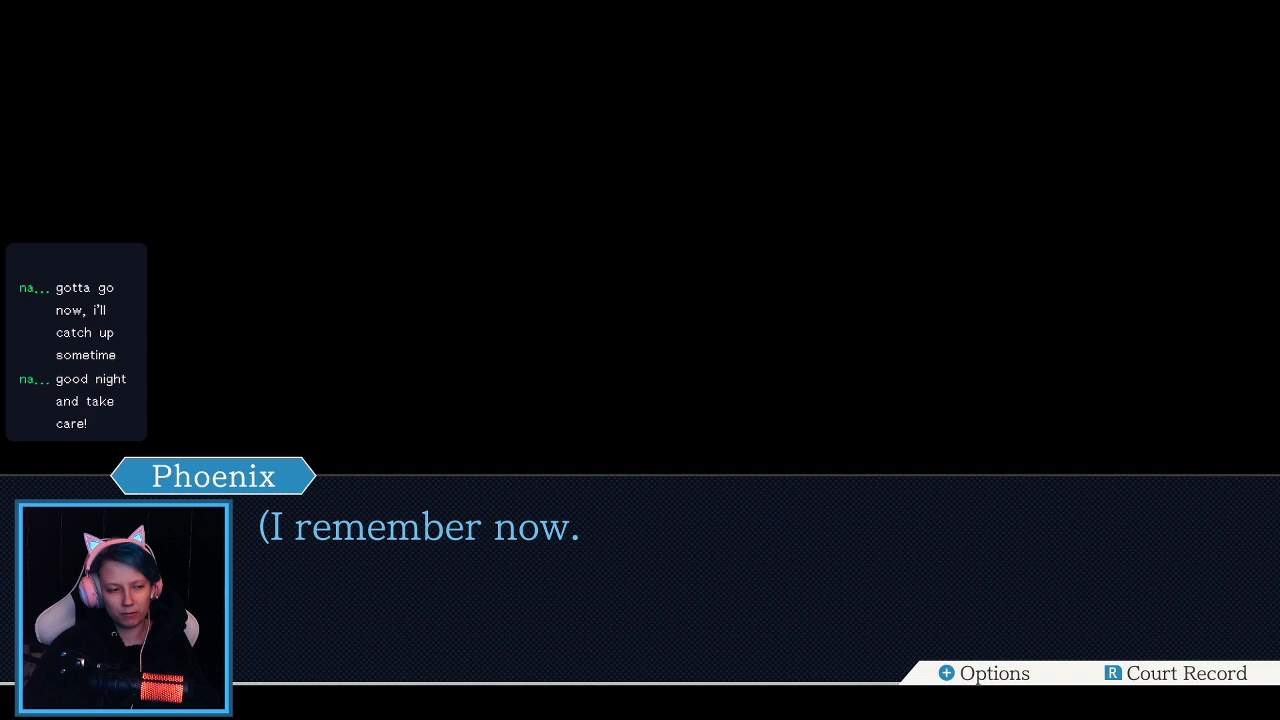 na... gotta go
now, i'll
catch up
sometime
na... good night
and take
care!
Phoenix
(I remember now.
+ Options
R Court Record